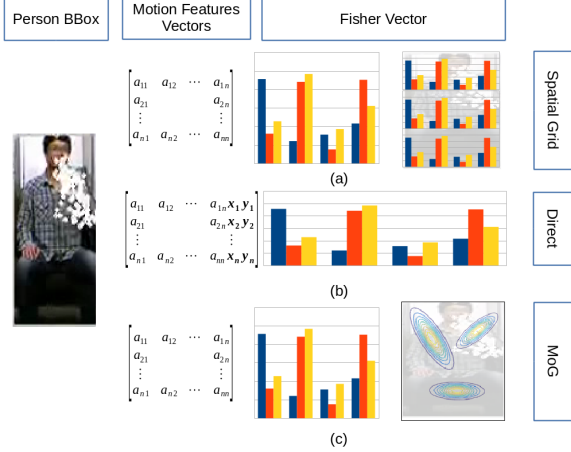 Person BBox
Motion Features
Vectors
Fisher Vector
a11 a12 ⋯ a1n
a21 a2n
⋮ ⋮
an1 an2 ⋯ ann
Spatial Grid
(a)
a11 a12 ⋯ a1n x1 y1
a21 a2n x2 y2
⋮ ⋮
an1 an2 ⋯ ann xn yn
Direct
(b)
a11 a12 ⋯ a1n
a21 a2n
⋮ ⋮
an1 an2 ⋯ ann
MoG
(c)